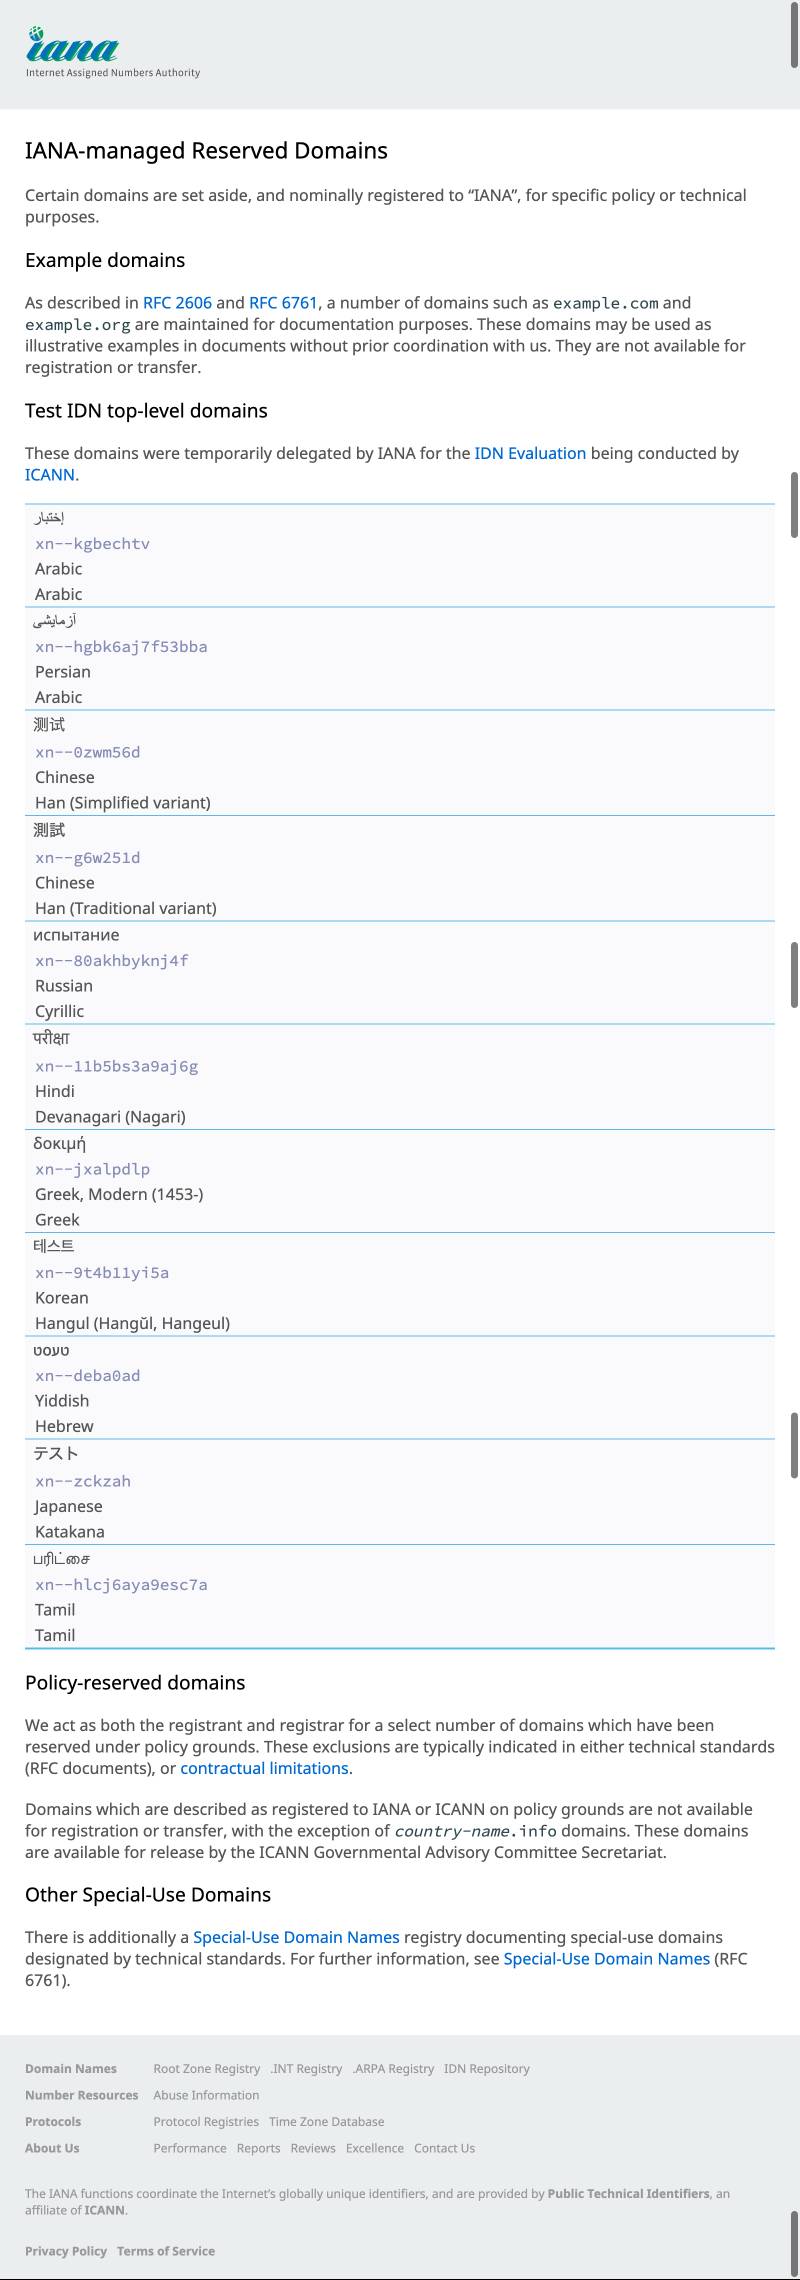 iana
Internet Assigned Numbers Authority
IANA-managed Reserved Domains
Certain domains are set aside, and nominally registered to “IANA”, for specific policy or technical
purposes.
Example domains
As described in RFC 2606 and RFC 6761, a number of domains such as example.com and
example.org are maintained for documentation purposes. These domains may be used as
illustrative examples in documents without prior coordination with us. They are not available for
registration or transfer.
Test IDN top-level domains
These domains were temporarily delegated by IANA for the IDN Evaluation being conducted by
ICANN.
إختبار
xn--kgbechtv
Arabic
Arabic
آزمایشی
xn--hgbk6aj7f53bba
Persian
Arabic
测试
xn--0zwm56d
Chinese
Han (Simplified variant)
測試
xn--g6w251d
Chinese
Han (Traditional variant)
испытание
xn--80akhbyknj4f
Russian
Cyrillic
परीक्षा
xn--11b5bs3a9aj6g
Hindi
Devanagari (Nagari)
δοκιμή
xn--jxalpdlp
Greek, Modern (1453-)
Greek
테스트
xn--9t4b11yi5a
Korean
Hangul (Hangŭl, Hangeul)
טעסט
xn--deba0ad
Yiddish
Hebrew
テスト
xn--zckzah
Japanese
Katakana
பரிட்சை
xn--hlcj6aya9esc7a
Tamil
Tamil
Policy-reserved domains
We act as both the registrant and registrar for a select number of domains which have been
reserved under policy grounds. These exclusions are typically indicated in either technical standards
(RFC documents), or contractual limitations.
Domains which are described as registered to IANA or ICANN on policy grounds are not available
for registration or transfer, with the exception of country-name.info domains. These domains
are available for release by the ICANN Governmental Advisory Committee Secretariat.
Other Special-Use Domains
There is additionally a Special-Use Domain Names registry documenting special-use domains
designated by technical standards. For further information, see Special-Use Domain Names (RFC
6761).
Domain Names Root Zone Registry .INT Registry .ARPA Registry IDN Repository
Number Resources Abuse Information
Protocols Protocol Registries Time Zone Database
About Us Performance Reports Reviews Excellence Contact Us
The IANA functions coordinate the Internet’s globally unique identifiers, and are provided by Public Technical Identifiers, an
affiliate of ICANN.
Privacy Policy Terms of Service